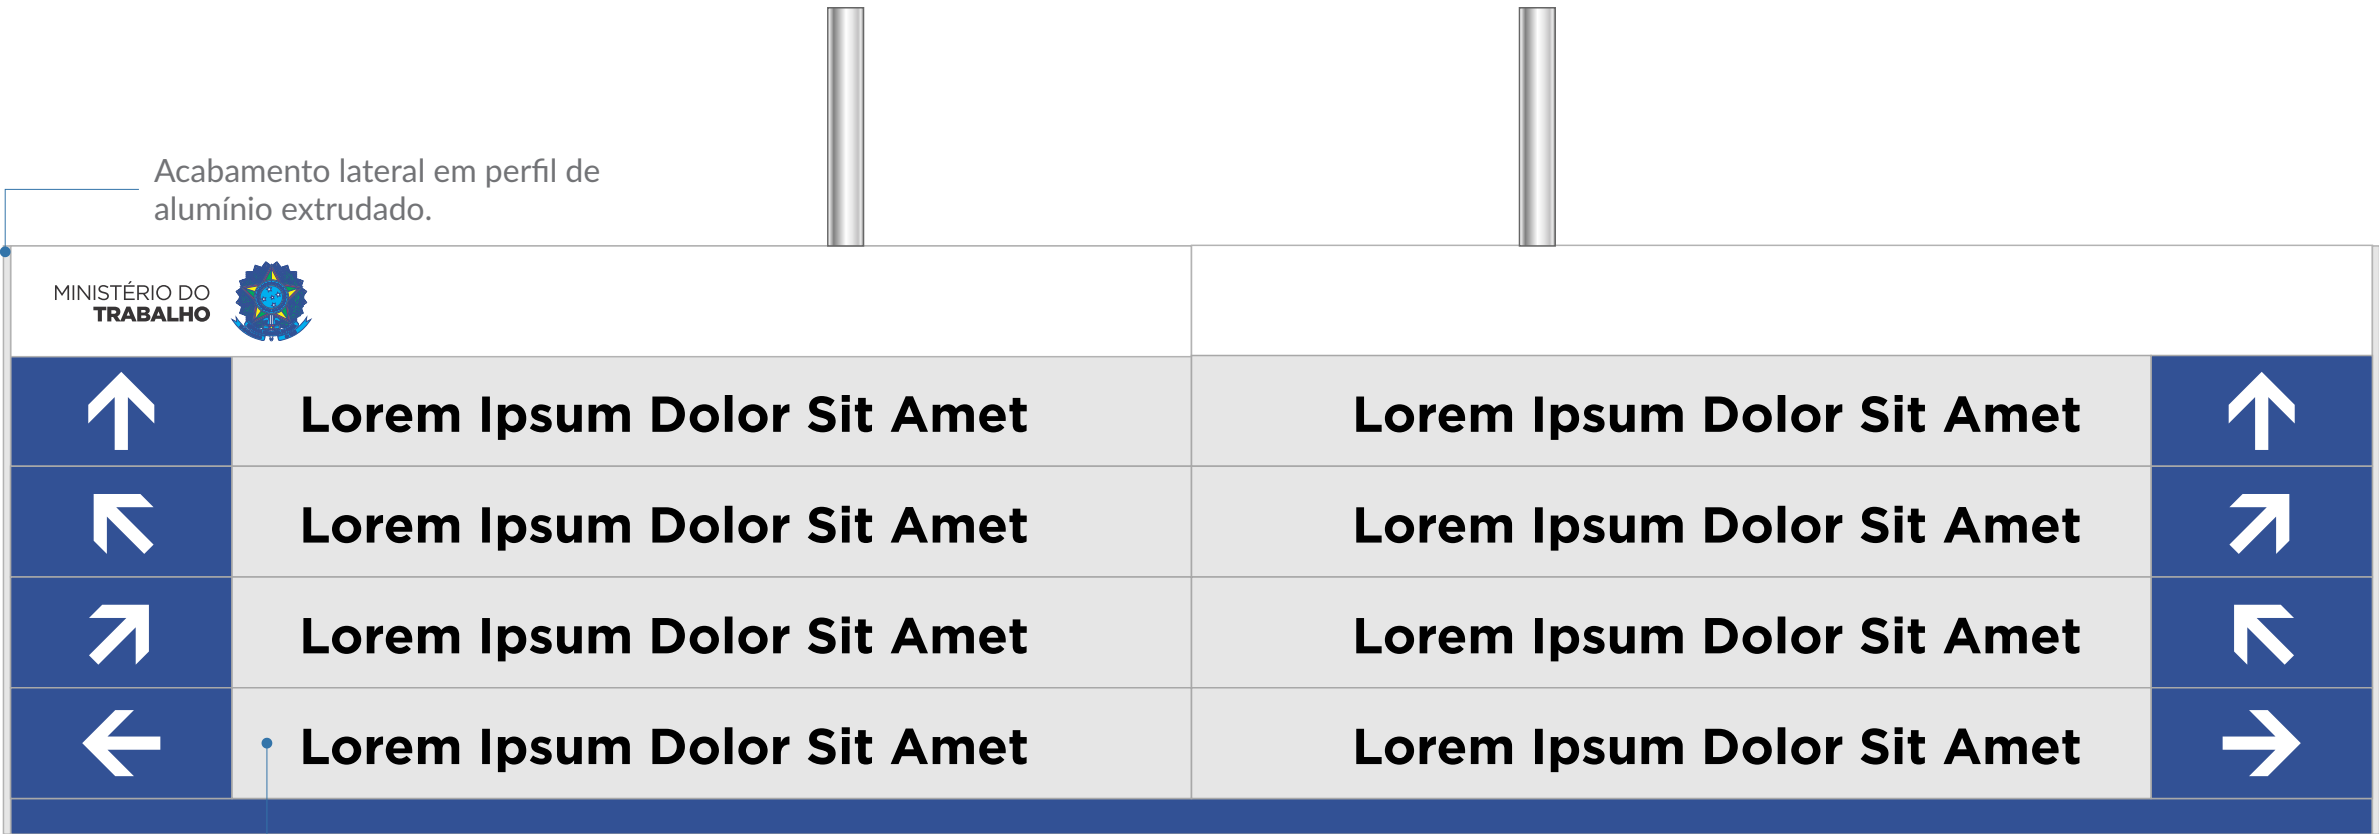 Acabamento lateral em perfil de
alumínio extrudado.
MINISTÉRIO DO
TRABALHO
Lorem Ipsum Dolor Sit Amet
Lorem Ipsum Dolor Sit Amet
Lorem Ipsum Dolor Sit Amet
Lorem Ipsum Dolor Sit Amet
Lorem Ipsum Dolor Sit Amet
Lorem Ipsum Dolor Sit Amet
Lorem Ipsum Dolor Sit Amet
Lorem Ipsum Dolor Sit Amet